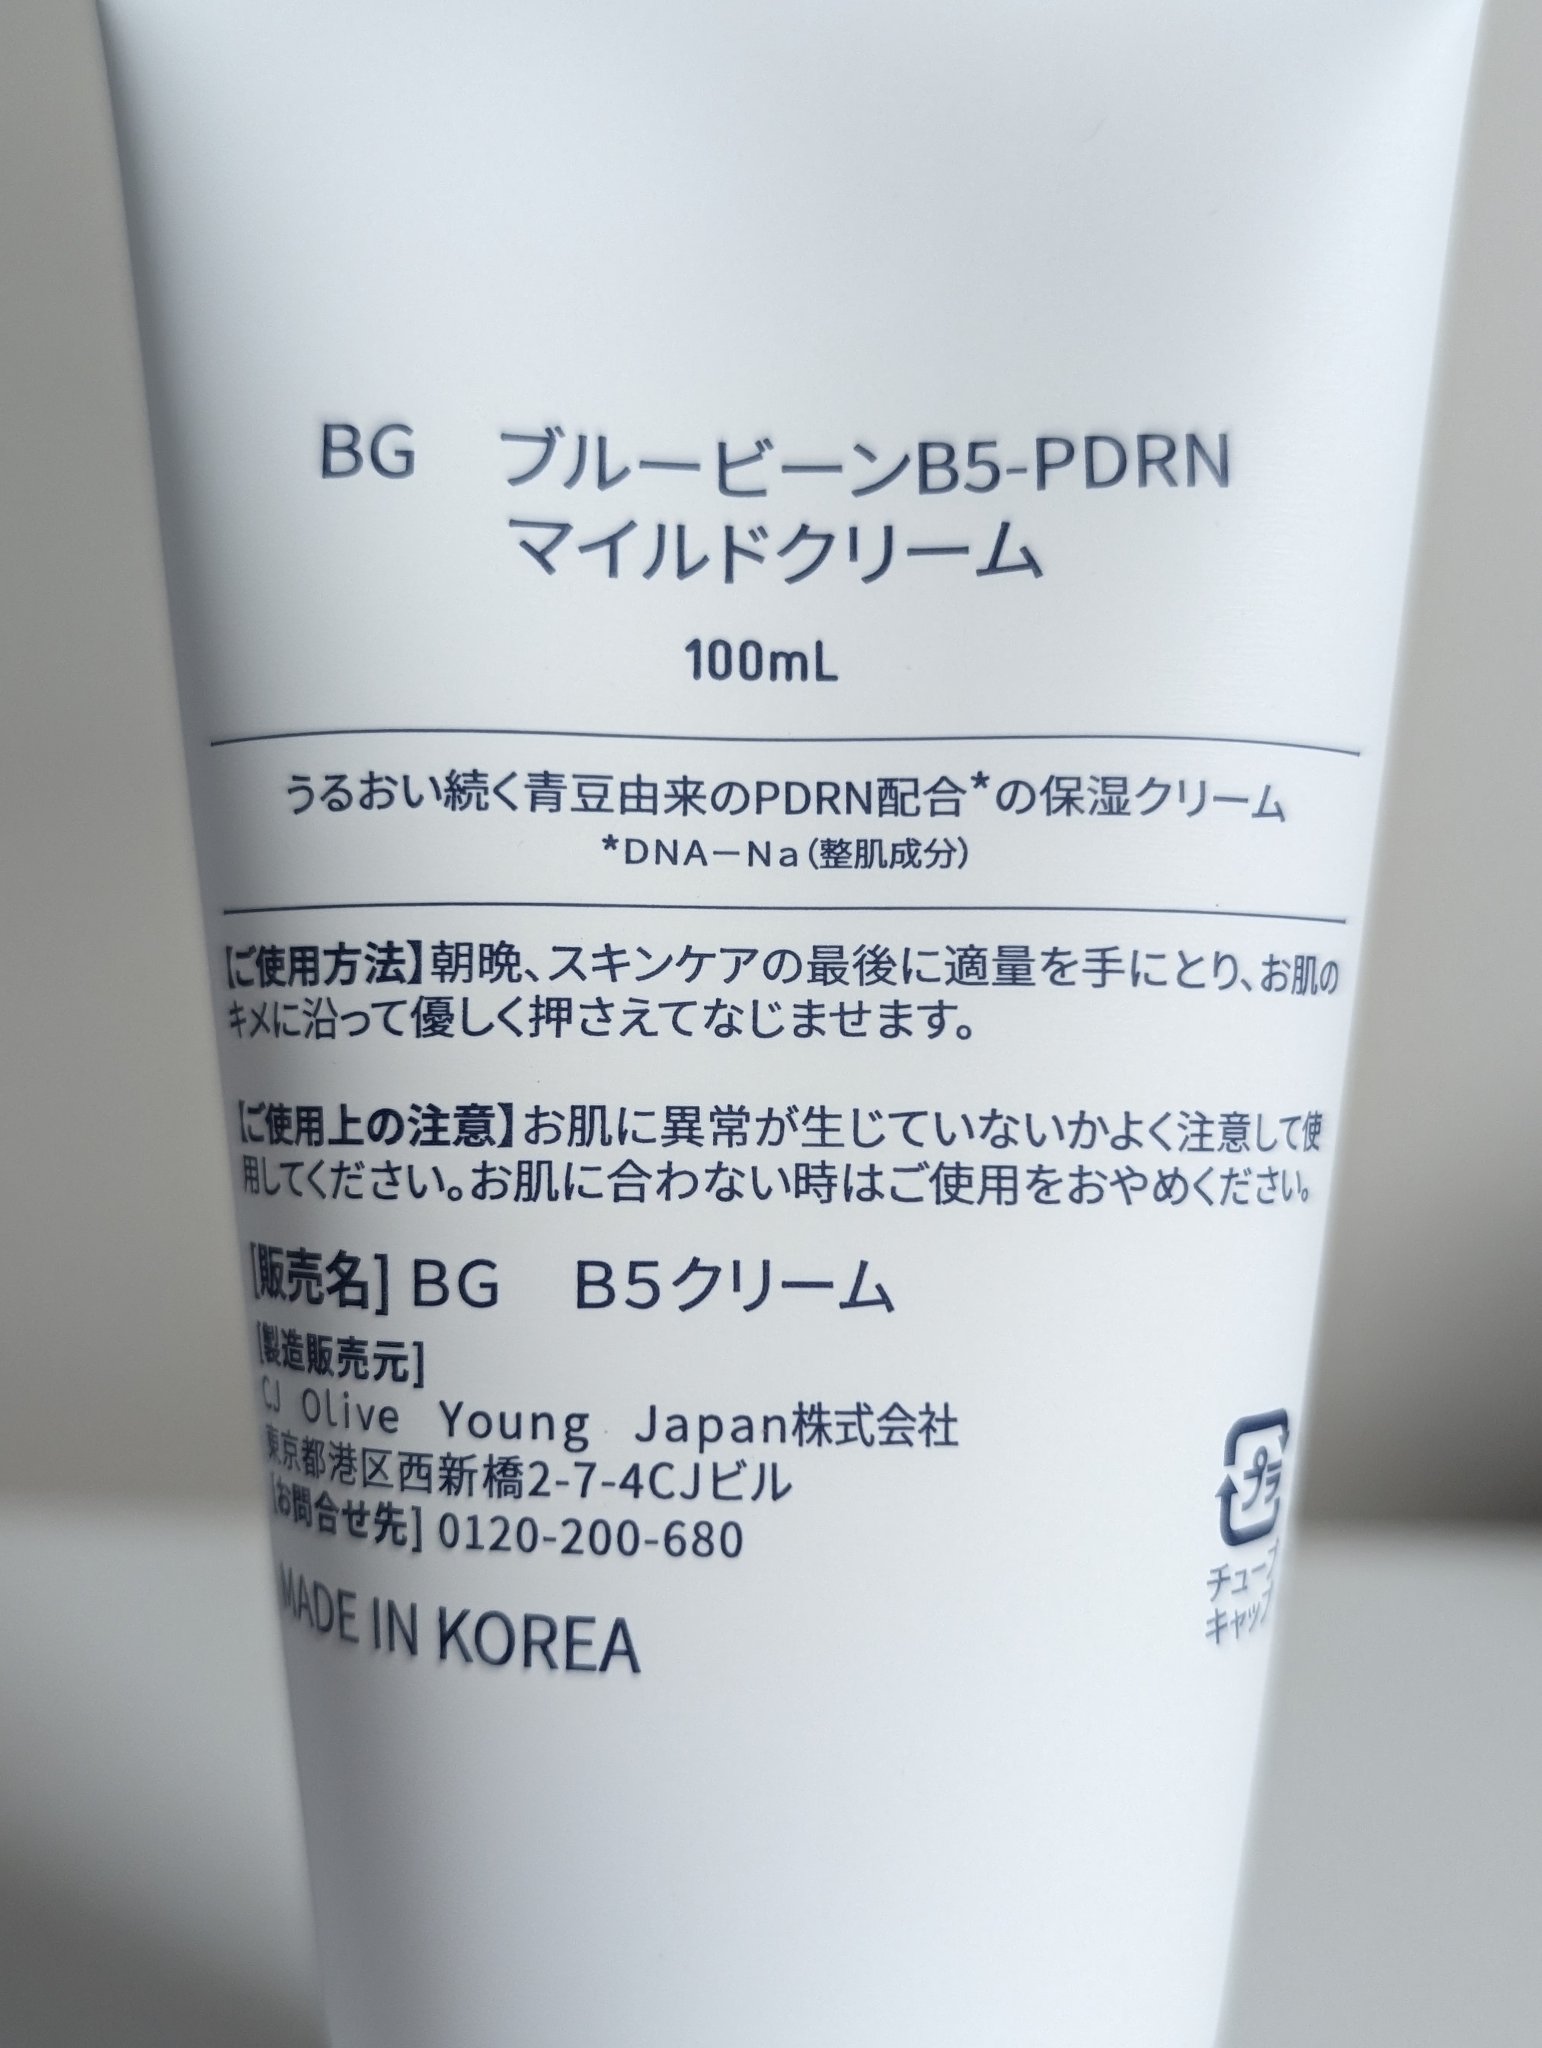 BG　ブルービーンB5-PDRN
マイルドクリーム
100mL
うるおい続く青豆由来のPDRN配合*の保湿クリーム
*DNA－Na（整肌成分）
【ご使用方法】朝晩、スキンケアの最後に適量を手にとり、お肌の
キメに沿って優しく押さえてなじませます。
【ご使用上の注意】お肌に異常が生じていないかよく注意して使
用してください。お肌に合わない時はご使用をおやめください。
[販売名] BG　B5クリーム
[製造販売元]
CJ Olive Young Japan株式会社
東京都港区西新橋2-7-4CJビル
[お問合せ先] 0120-200-680
MADE IN KOREA
プラ
チューブ
キャップ